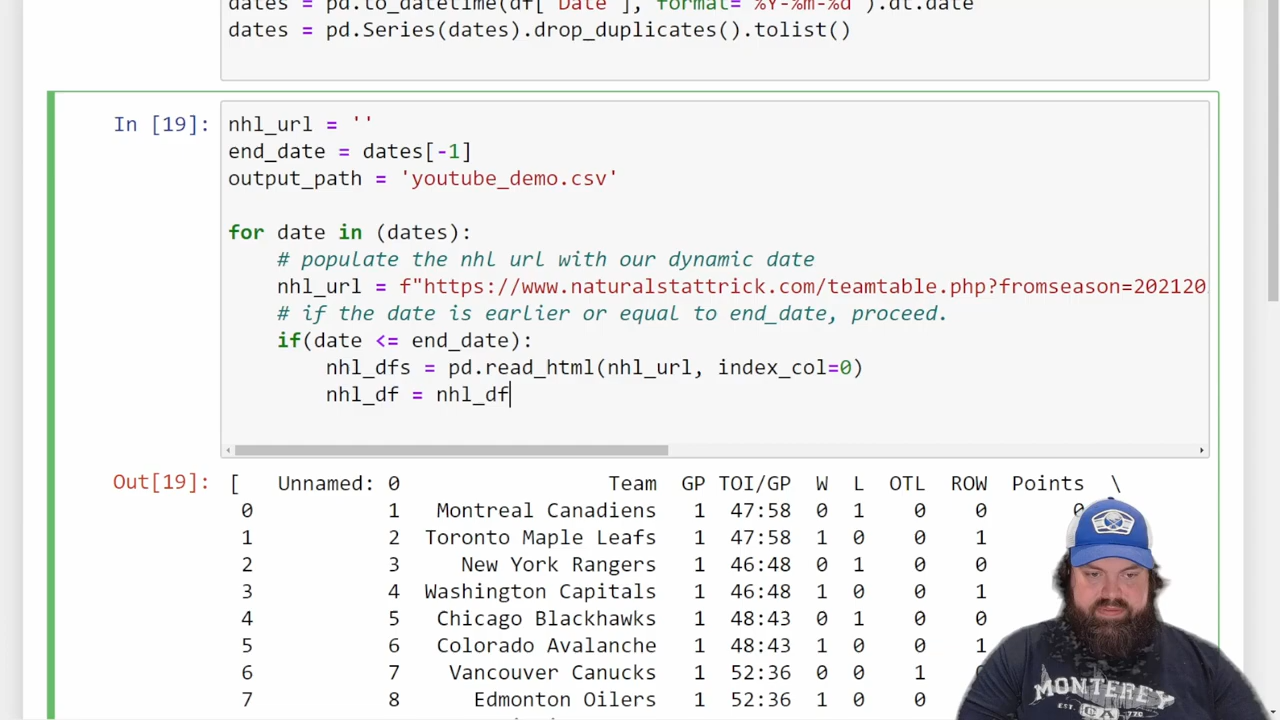 dates = pd.to_datetime(df['Date'], format='%Y-%m-%d').dt.date
dates = pd.Series(dates).drop_duplicates().tolist()
In [19]:
nhl_url = ''
end_date = dates[-1]
output_path = 'youtube_demo.csv'
for date in (dates):
# populate the nhl url with our dynamic date
nhl_url = f"https://www.naturalstattrick.com/teamtable.php?fromseason=202120
# if the date is earlier or equal to end_date, proceed.
if(date <= end_date):
nhl_dfs = pd.read_html(nhl_url, index_col=0)
nhl_df = nhl_df
Out[19]:
[ Unnamed: 0 Team GP TOI/GP W L OTL ROW Points \
0 1 Montreal Canadiens 1 47:58 0 1 0 0 0
1 2 Toronto Maple Leafs 1 47:58 1 0 0 1
2 3 New York Rangers 1 46:48 0 1 0 0
3 4 Washington Capitals 1 46:48 1 0 0 1
4 5 Chicago Blackhawks 1 48:43 0 1 0 0
5 6 Colorado Avalanche 1 48:43 1 0 0 1
6 7 Vancouver Canucks 1 52:36 0 0 1
7 8 Edmonton Oilers 1 52:36 1 0 0
MONTEREY
EST. 1770